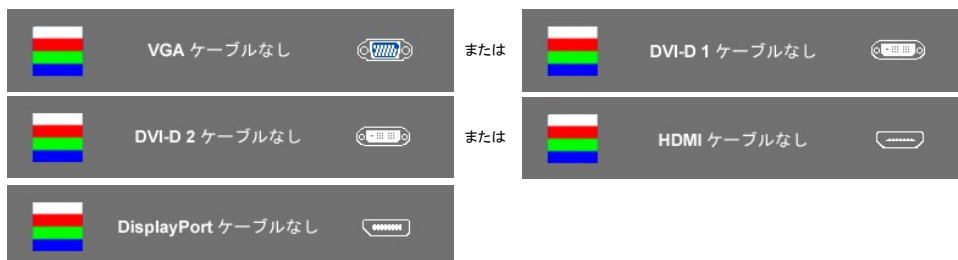 VGA ケーブルなし
または
DVI-D 1 ケーブルなし
DVI-D 2 ケーブルなし
または
HDMI ケーブルなし
DisplayPort ケーブルなし